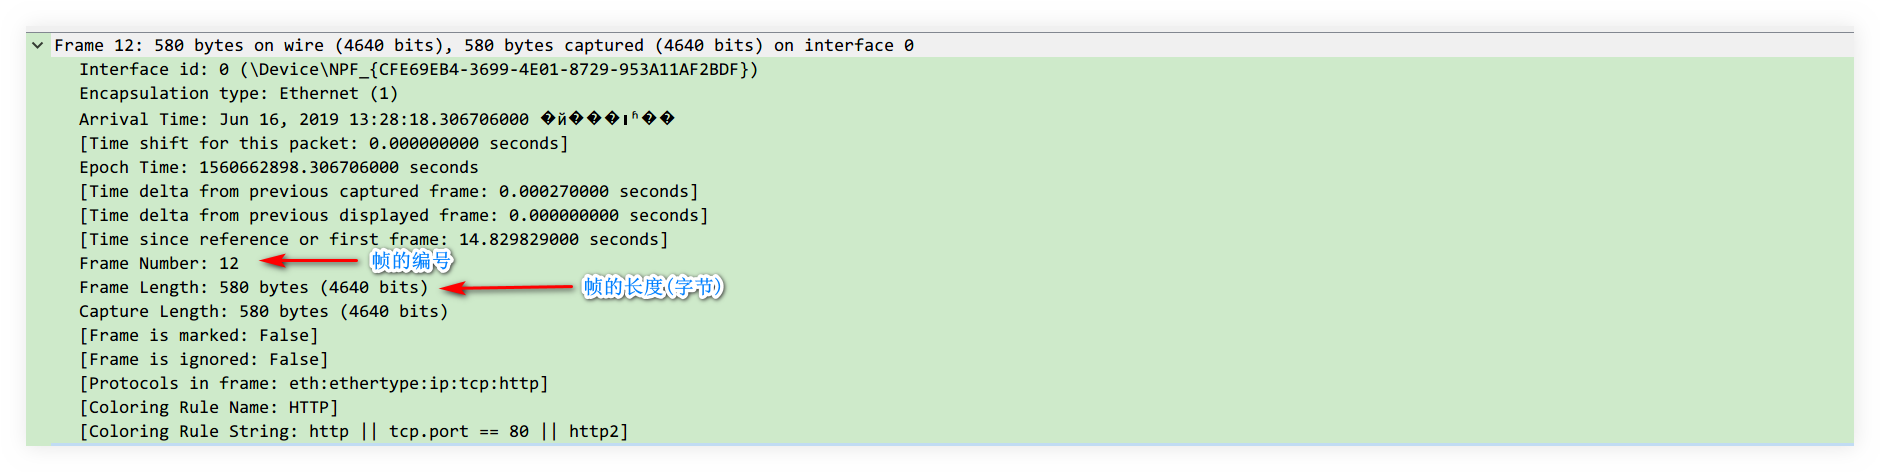 Frame 12: 580 bytes on wire (4640 bits), 580 bytes captured (4640 bits) on interface 0
Interface id: 0 (\Device\NPF_{CFE69EB4-3699-4E01-8729-953A11AF2BDF})
Encapsulation type: Ethernet (1)
Arrival Time: Jun 16, 2019 13:28:18.306706000
[Time shift for this packet: 0.000000000 seconds]
Epoch Time: 1560662898.306706000 seconds
[Time delta from previous captured frame: 0.000270000 seconds]
[Time delta from previous displayed frame: 0.000000000 seconds]
[Time since reference or first frame: 14.829829000 seconds]
Frame Number: 12 帧的编号
Frame Length: 580 bytes (4640 bits) 帧的长度(字节)
Capture Length: 580 bytes (4640 bits)
[Frame is marked: False]
[Frame is ignored: False]
[Protocols in frame: eth:ethertype:ip:tcp:http]
[Coloring Rule Name: HTTP]
[Coloring Rule String: http || tcp.port == 80 || http2]